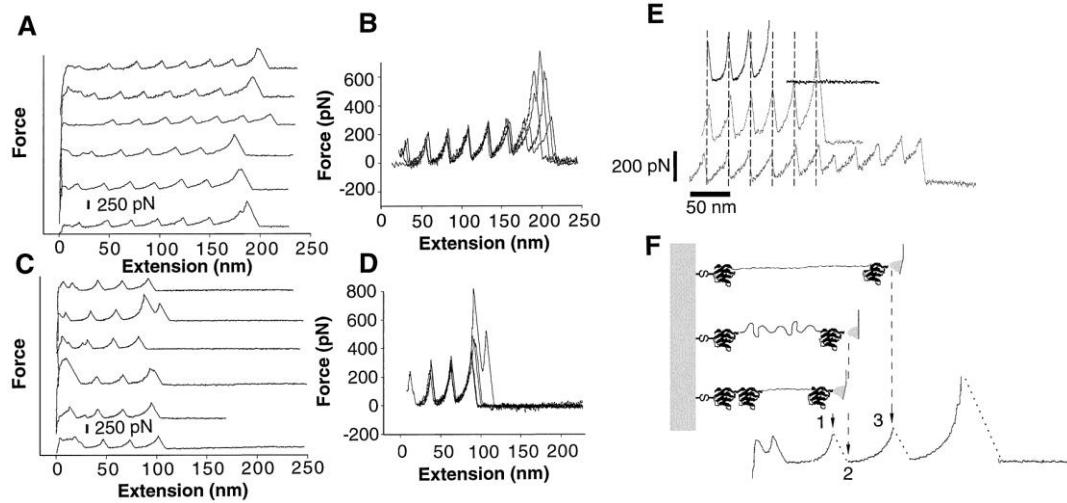 A
Force
250 pN
0 50 100 150 200 250
Extension (nm)
B
Force (pN)
600
400
200
0
-200
0 50 100 150 200 250
Extension (nm)
C
Force
250 pN
0 50 100 150 200 250
Extension (nm)
D
Force (pN)
800
600
400
200
0
-200
0 50 100 150 200
Extension (nm)
E
200 pN
50 nm
F
S
S
S
1
3
2